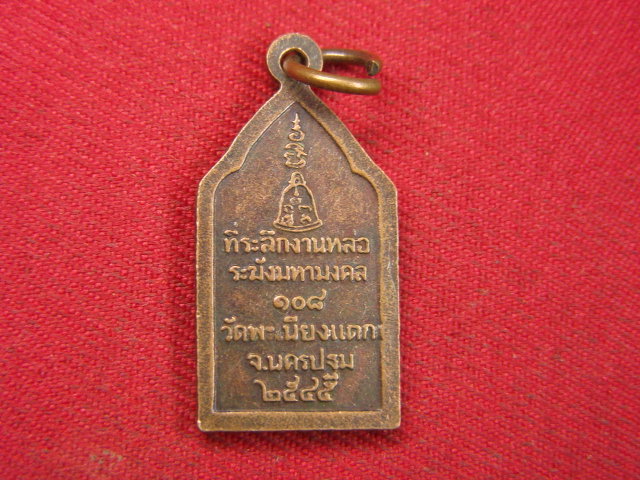 ที่ระลึกงานหล่อ
ระฆังมหามงคล
๑๐๘
วัดพะเนียงแตก
จ.นครปฐม
๒๕๔๕